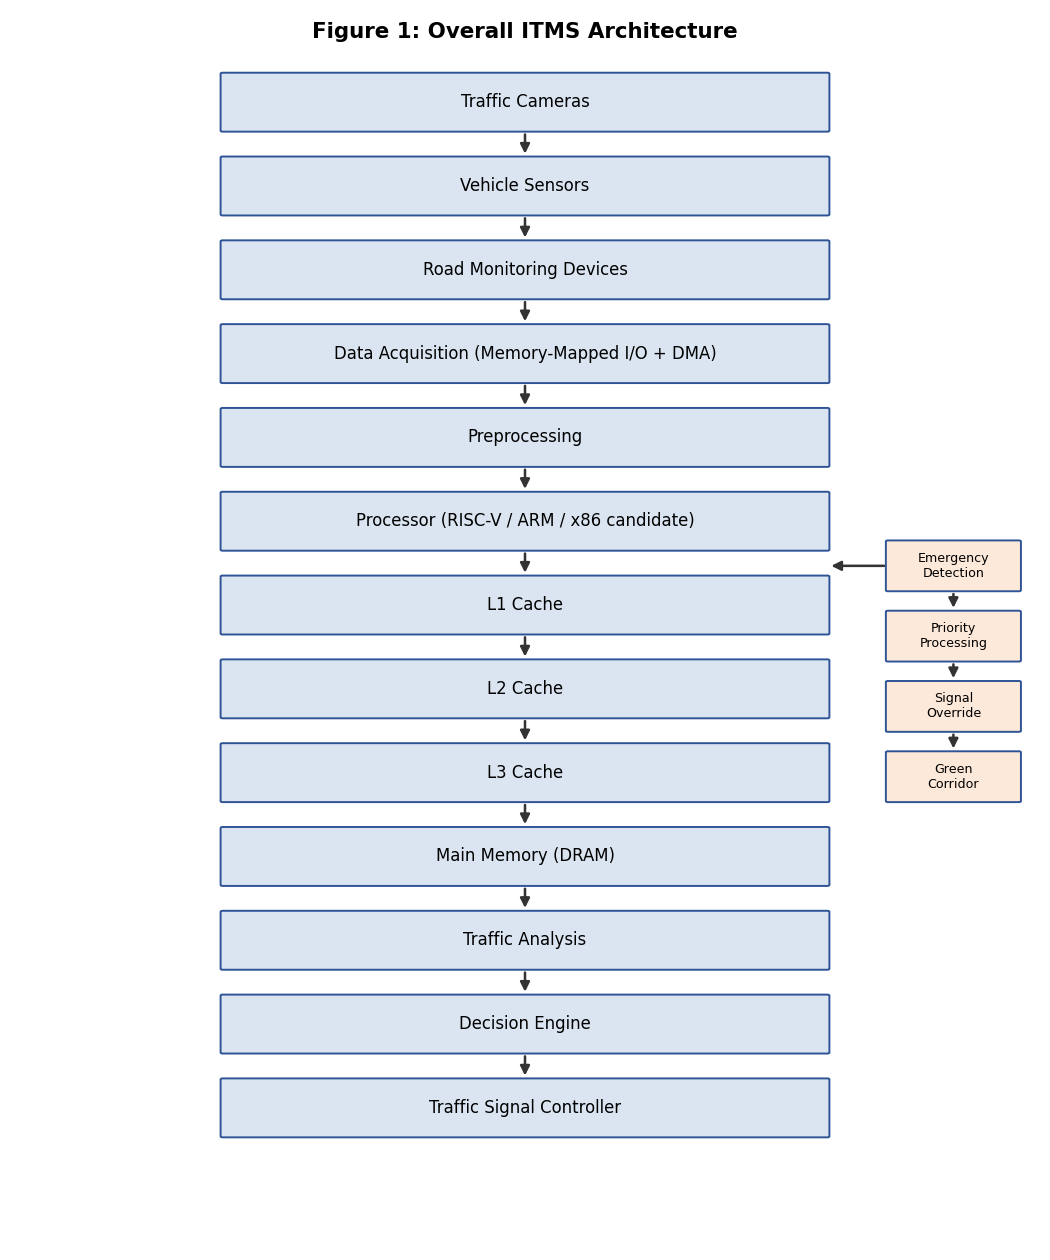 Figure 1: Overall ITMS Architecture
Traffic Cameras
Vehicle Sensors
Road Monitoring Devices
Data Acquisition (Memory-Mapped I/O + DMA)
Preprocessing
Processor (RISC-V / ARM / x86 candidate)
L1 Cache
L2 Cache
L3 Cache
Main Memory (DRAM)
Traffic Analysis
Decision Engine
Traffic Signal Controller
Emergency
Detection
Priority
Processing
Signal
Override
Green
Corridor